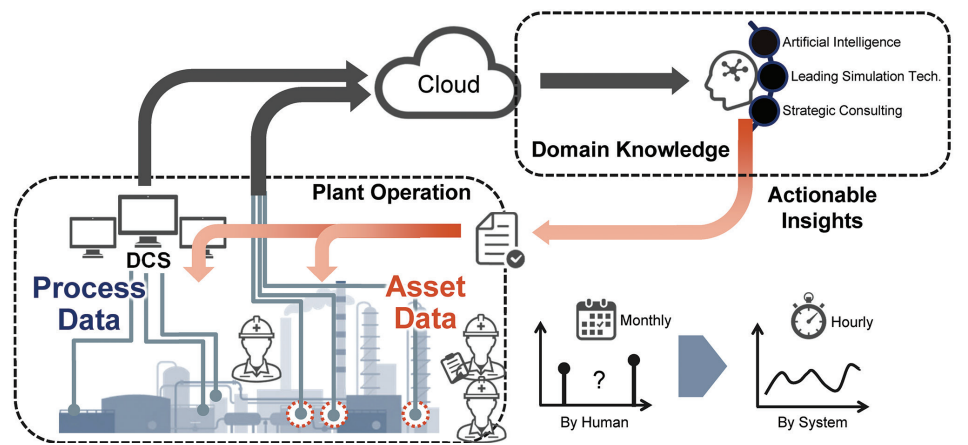 Cloud
Artificial Intelligence
Leading Simulation Tech.
Strategic Consulting
Domain Knowledge
Plant Operation
Actionable
Insights
DCS
Process
Data
Asset
Data
Monthly
?
By Human
Hourly
By System